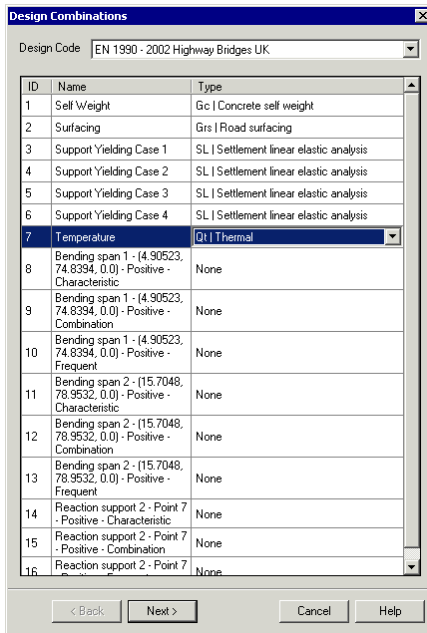 Design Combinations
Design Code EN 1990 - 2002 Highway Bridges UK
ID Name Type
1 Self Weight Gc | Concrete self weight
2 Surfacing Grs | Road surfacing
3 Support Yielding Case 1 SL | Settlement linear elastic analysis
4 Support Yielding Case 2 SL | Settlement linear elastic analysis
5 Support Yielding Case 3 SL | Settlement linear elastic analysis
6 Support Yielding Case 4 SL | Settlement linear elastic analysis
7 Temperature Qt | Thermal
Bending span 1 - (4.90523,
8 74.8394, 0.0) - Positive - None
Characteristic
Bending span 1 - (4.90523,
9 74.8394, 0.0) - Positive - None
Combination
Bending span 1 - (4.90523,
10 74.8394, 0.0) - Positive - None
Frequent
Bending span 2 - (15.7048,
11 78.9532, 0.0) - Positive - None
Characteristic
Bending span 2 - (15.7048,
12 78.9532, 0.0) - Positive - None
Combination
Bending span 2 - (15.7048,
13 78.9532, 0.0) - Positive - None
Frequent
14 Reaction support 2 - Point 7 None
- Positive - Characteristic
15 Reaction support 2 - Point 7 None
- Positive - Combination
16 Reaction support 2 - Point 7 None
< Back Next > Cancel Help